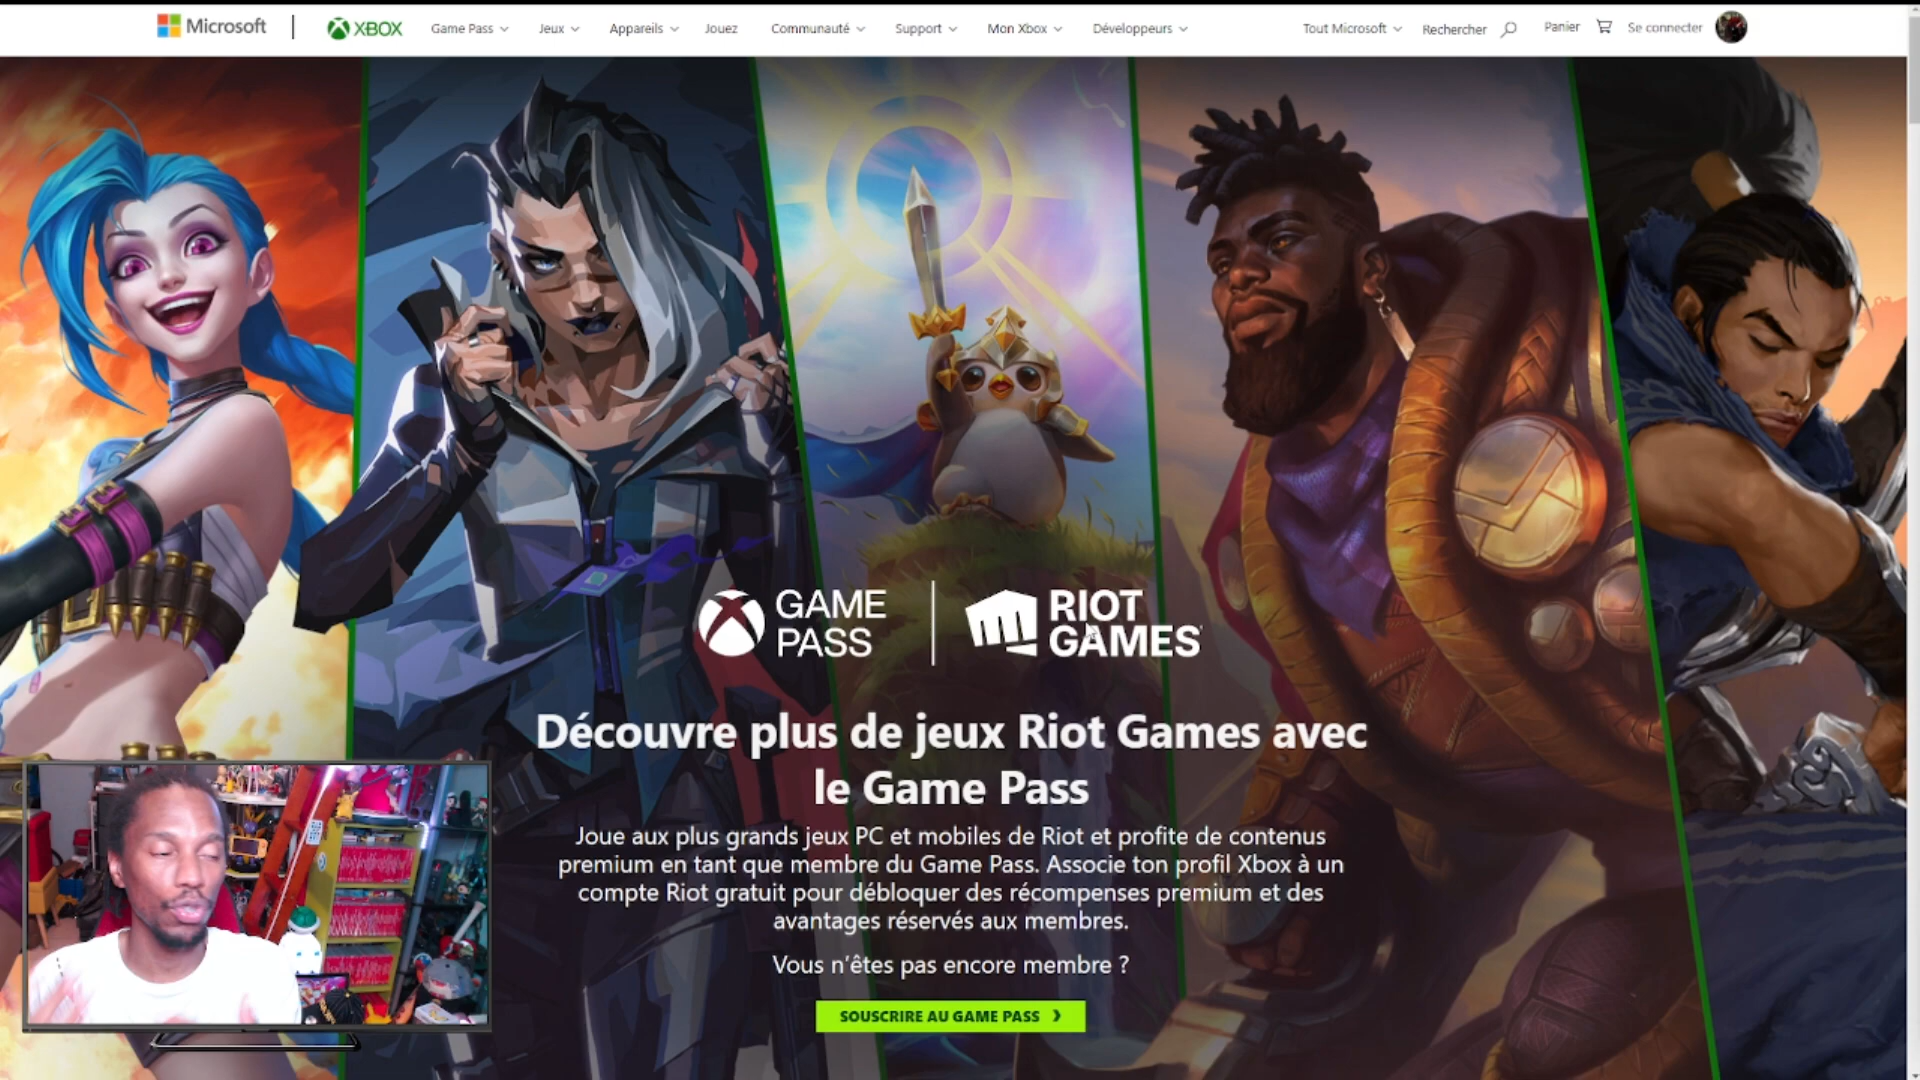 Microsoft
XBOX
Game Pass
Jeux
Appareils
Jouez
Communauté
Support
Mon Xbox
Développeurs
Tout Microsoft
Rechercher
Panier
Se connecter
GAME PASS
RIOT GAMES
Découvre plus de jeux Riot Games avec
le Game Pass
Joue aux plus grands jeux PC et mobiles de Riot et profite de contenus
premium en tant que membre du Game Pass. Associe ton profil Xbox à un
compte Riot gratuit pour débloquer des récompenses premium et des
avantages réservés aux membres.
Vous n'êtes pas encore membre ?
SOUSCRIRE AU GAME PASS